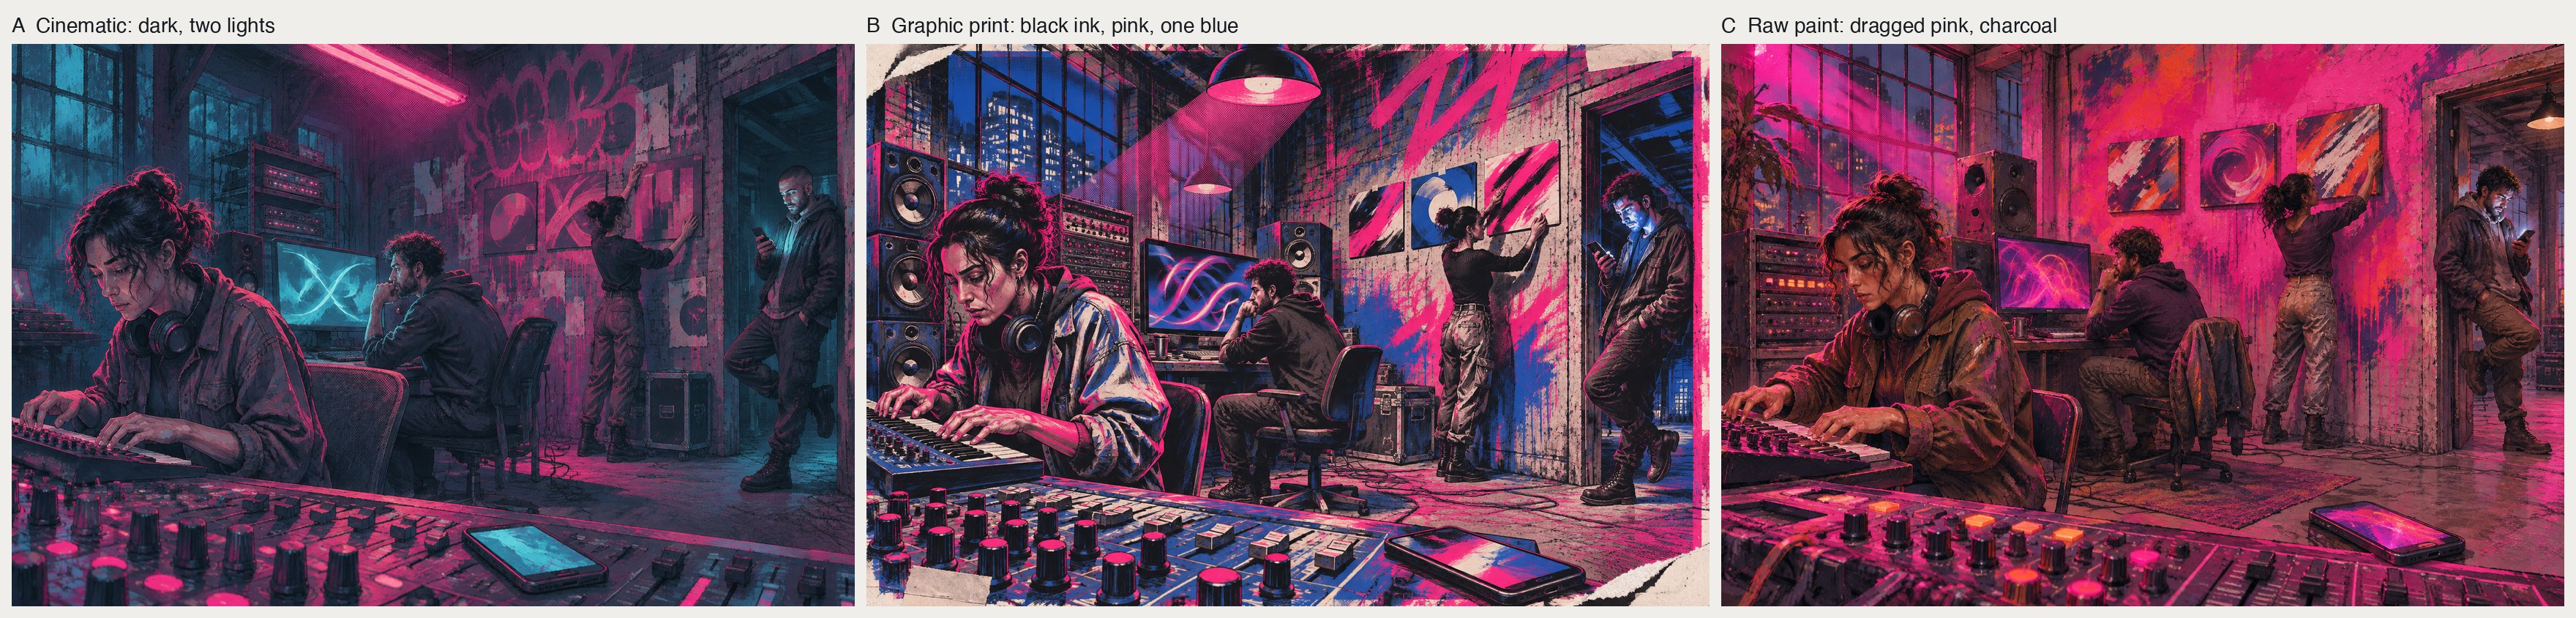 A Cinematic: dark, two lights
B Graphic print: black ink, pink, one blue
C Raw paint: dragged pink, charcoal